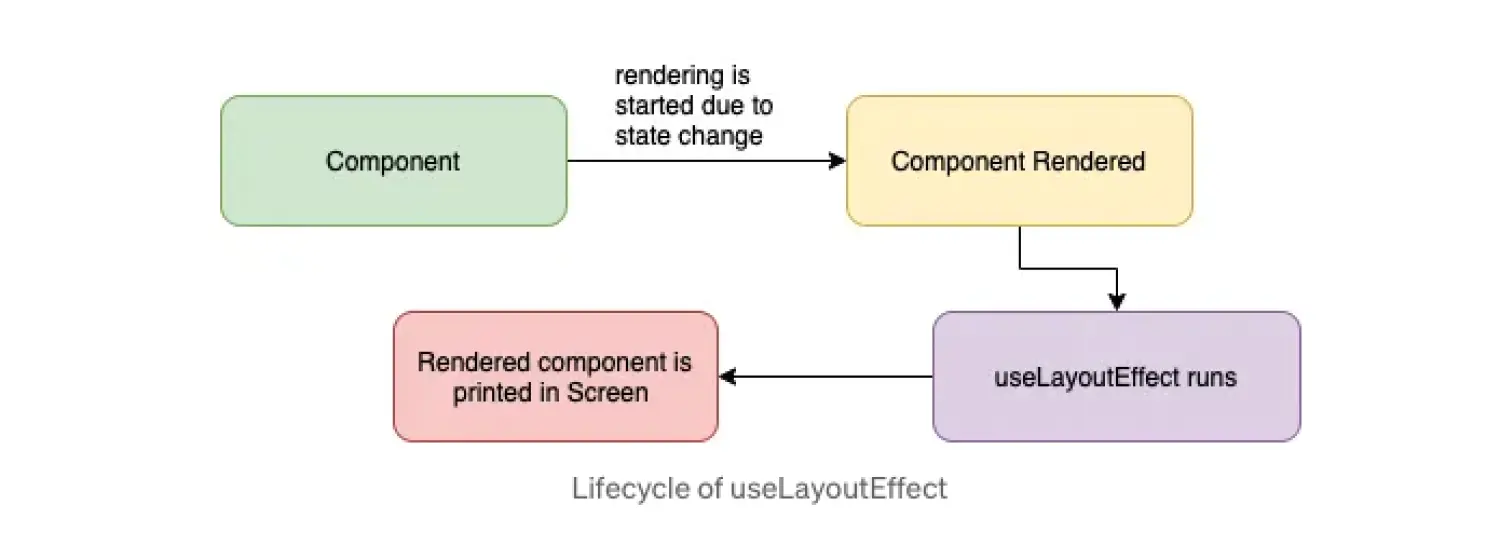 rendering is
started due to
state change
Component
Component Rendered
Rendered component is
printed in Screen
useLayoutEffect runs
Lifecycle of useLayoutEffect